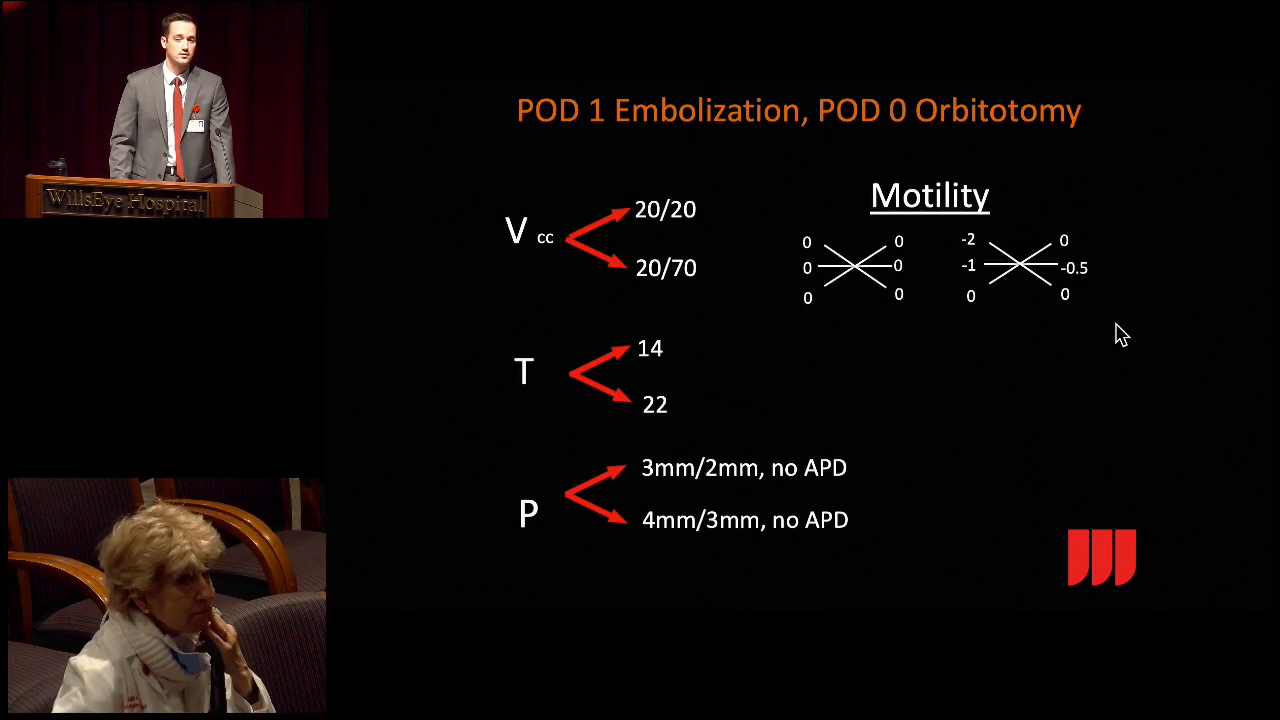 WillsEye Hospital
POD 1 Embolization, POD 0 Orbitotomy
V cc
20/20
20/70
T
14
22
P
3mm/2mm, no APD
4mm/3mm, no APD
Motility
0 0
0 0
0 0
-2 0
-1 -0.5
0 0